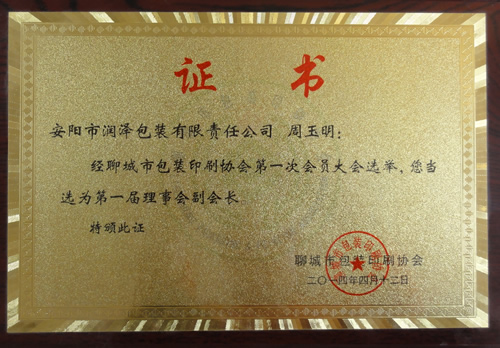 证 书
安阳市润泽包装有限责任公司 周玉明：
经聊城市包装印刷协会第一次会员大会选举，您当
选为第一届理事会副会长
特颁此证
聊城市包装印刷协会
二〇一四年四月十二日